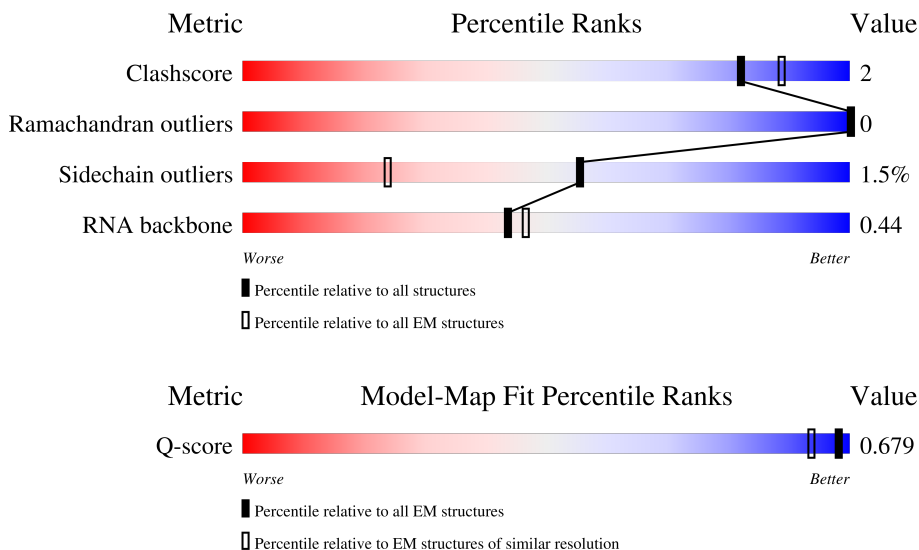 Metric Percentile Ranks Value
Clashscore 2
Ramachandran outliers 0
Sidechain outliers 1.5%
RNA backbone 0.44
Worse Better
Percentile relative to all structures
Percentile relative to all EM structures
Metric Model-Map Fit Percentile Ranks Value
Q-score 0.679
Worse Better
Percentile relative to all EM structures
Percentile relative to EM structures of similar resolution